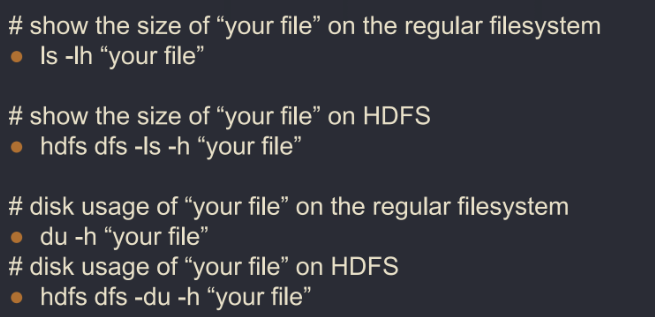 # show the size of “your file” on the regular filesystem
● ls -lh “your file”
# show the size of “your file” on HDFS
● hdfs dfs -ls -h “your file”
# disk usage of “your file” on the regular filesystem
● du -h “your file”
# disk usage of “your file” on HDFS
● hdfs dfs -du -h “your file”